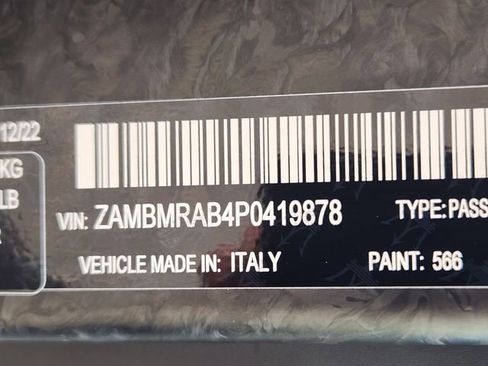 12/22
KG
LB
R
VIN: ZAMBMRAB4P0419878 TYPE: PASS
VEHICLE MADE IN: ITALY PAINT: 566